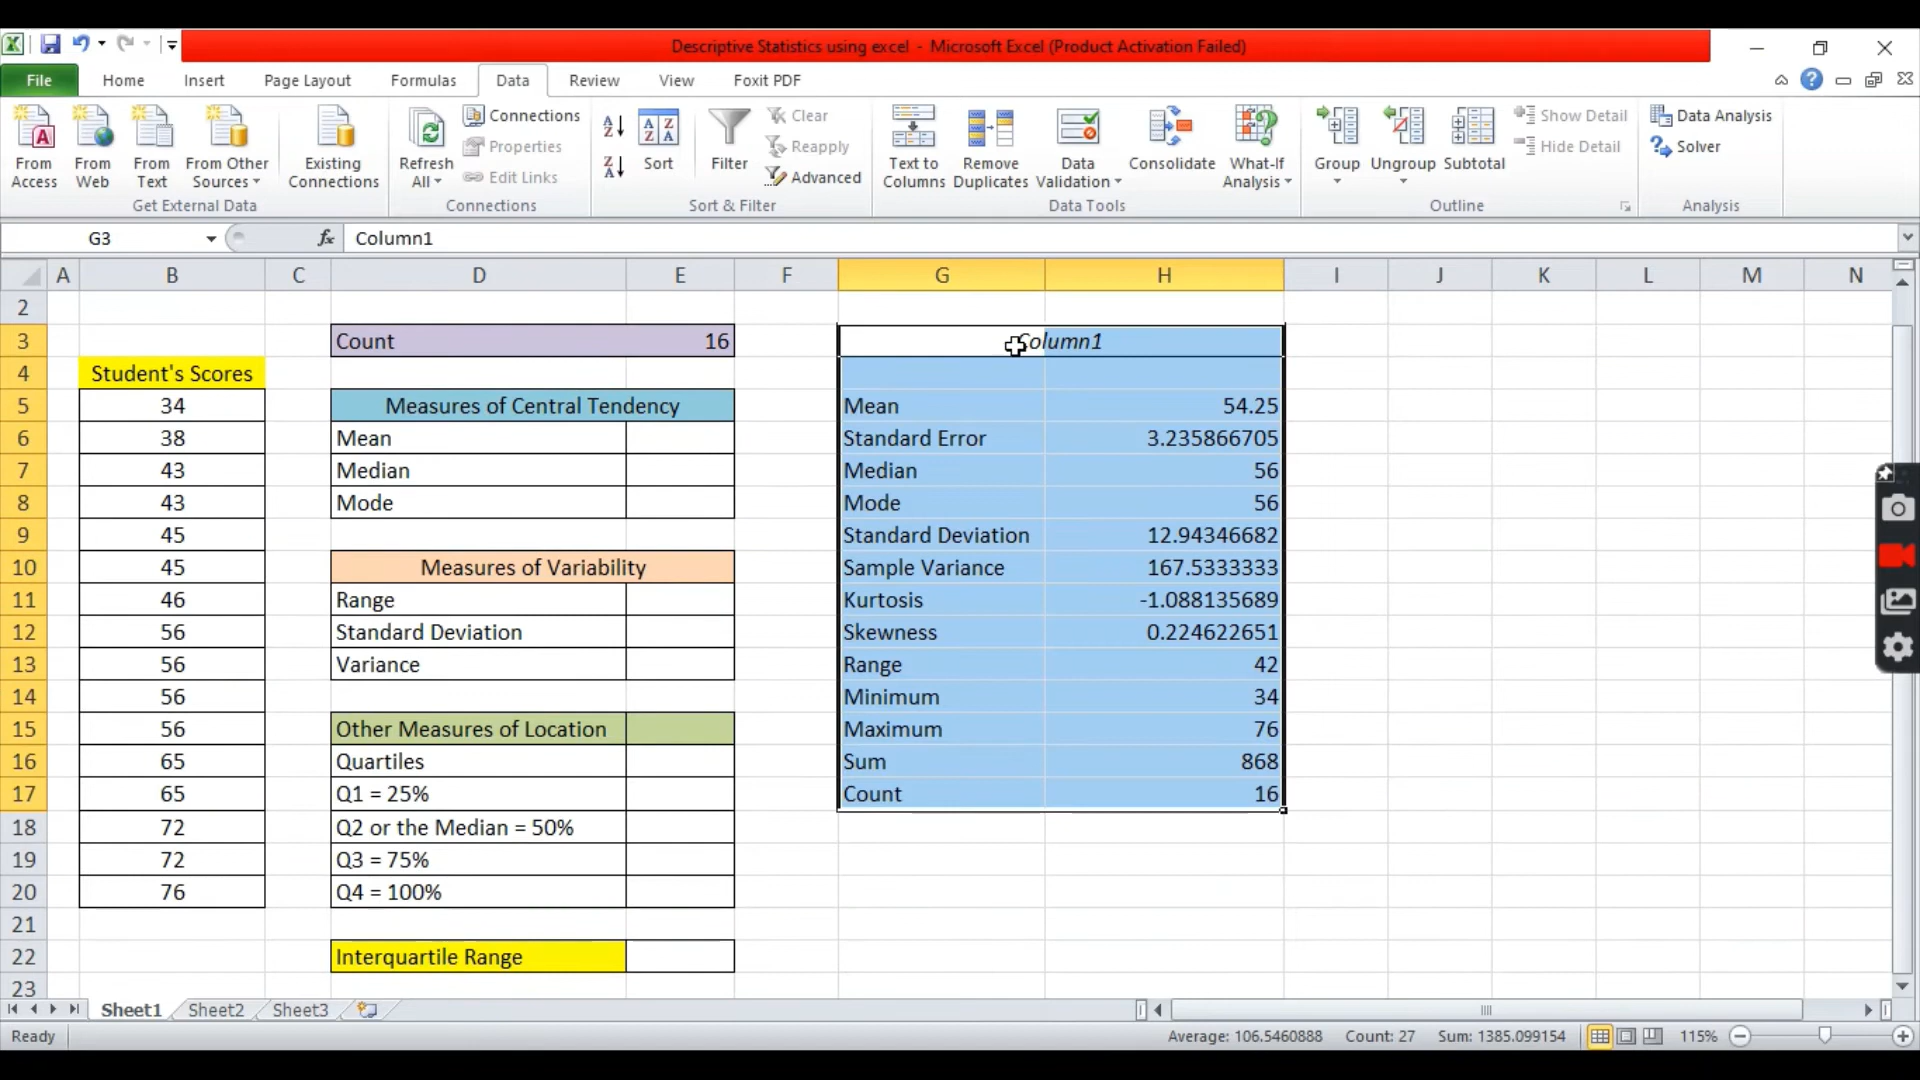 Descriptive Statistics using excel - Microsoft Excel (Product Activation Failed)
File Home Insert Page Layout Formulas Data Review View Foxit PDF
From Access
From Web
From Text
From Other Sources
Existing Connections
Get External Data
Refresh All
Connections
Properties
Edit Links
Connections
Sort
Filter
Clear
Reapply
Advanced
Sort & Filter
Text to Columns
Remove Duplicates
Data Validation
Consolidate
What-If Analysis
Data Tools
Group
Ungroup
Subtotal
Show Detail
Hide Detail
Outline
Data Analysis
Solver
Analysis
G3 fx Column1
A B C D E F G H I J K L M N
2
3 Count 16 Column1
4 Student's Scores
5 34 Measures of Central Tendency Mean 54.25
6 38 Mean Standard Error 3.235866705
7 43 Median Median 56
8 43 Mode Mode 56
9 45 Standard Deviation 12.94346682
10 45 Measures of Variability Sample Variance 167.5333333
11 46 Range Kurtosis -1.088135689
12 56 Standard Deviation Skewness 0.224622651
13 56 Variance Range 42
14 56 Minimum 34
15 56 Other Measures of Location Maximum 76
16 65 Quartiles Sum 868
17 65 Q1 = 25% Count 16
18 72 Q2 or the Median = 50%
19 72 Q3 = 75%
20 76 Q4 = 100%
21
22 Interquartile Range
23
Sheet1 Sheet2 Sheet3
Ready Average: 106.5460888 Count: 27 Sum: 1385.099154 115%